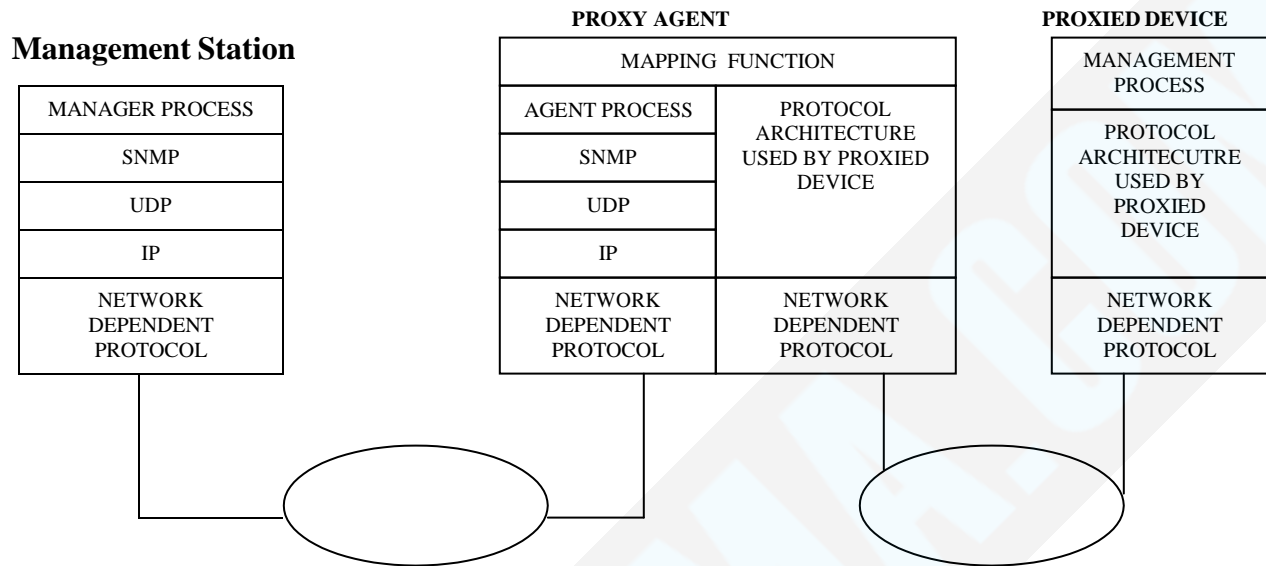 Management Station
MANAGER PROCESS
SNMP
UDP
IP
NETWORK
DEPENDENT
PROTOCOL
PROXY AGENT
MAPPING FUNCTION
AGENT PROCESS
SNMP
UDP
IP
NETWORK
DEPENDENT
PROTOCOL
PROTOCOL
ARCHITECTURE
USED BY PROXIED
DEVICE
NETWORK
DEPENDENT
PROTOCOL
PROXIED DEVICE
MANAGEMENT
PROCESS
PROTOCOL
ARCHITECUTRE
USED BY
PROXIED
DEVICE
NETWORK
DEPENDENT
PROTOCOL